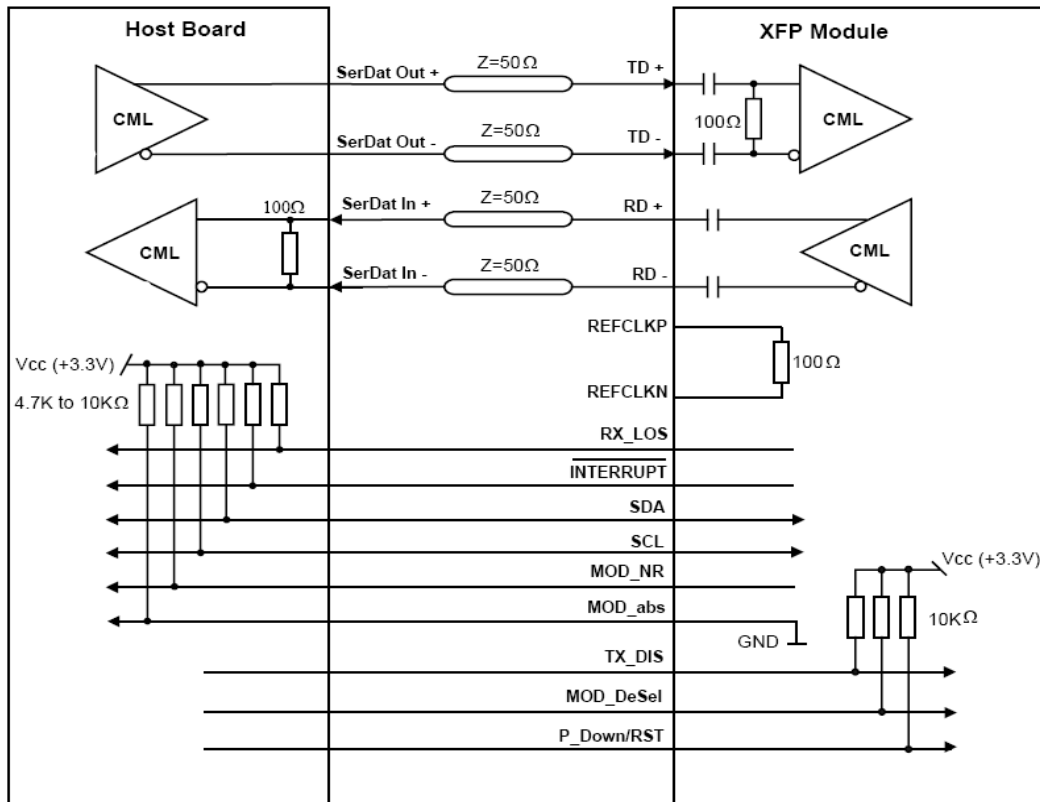 Host Board
XFP Module
SerDat Out +
Z=50Ω
TD +
CML
100Ω
CML
SerDat Out -
Z=50Ω
TD -
100Ω
SerDat In +
Z=50Ω
RD +
CML
CML
SerDat In -
Z=50Ω
RD -
REFCLKP
Vcc (+3.3V)
100Ω
4.7K to 10KΩ
REFCLKN
RX_LOS
INTERRUPT
SDA
SCL
Vcc (+3.3V)
MOD_NR
MOD_abs
10KΩ
GND
TX_DIS
MOD_DeSel
P_Down/RST